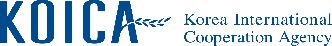 KOICA
Korea International
Cooperation Agency